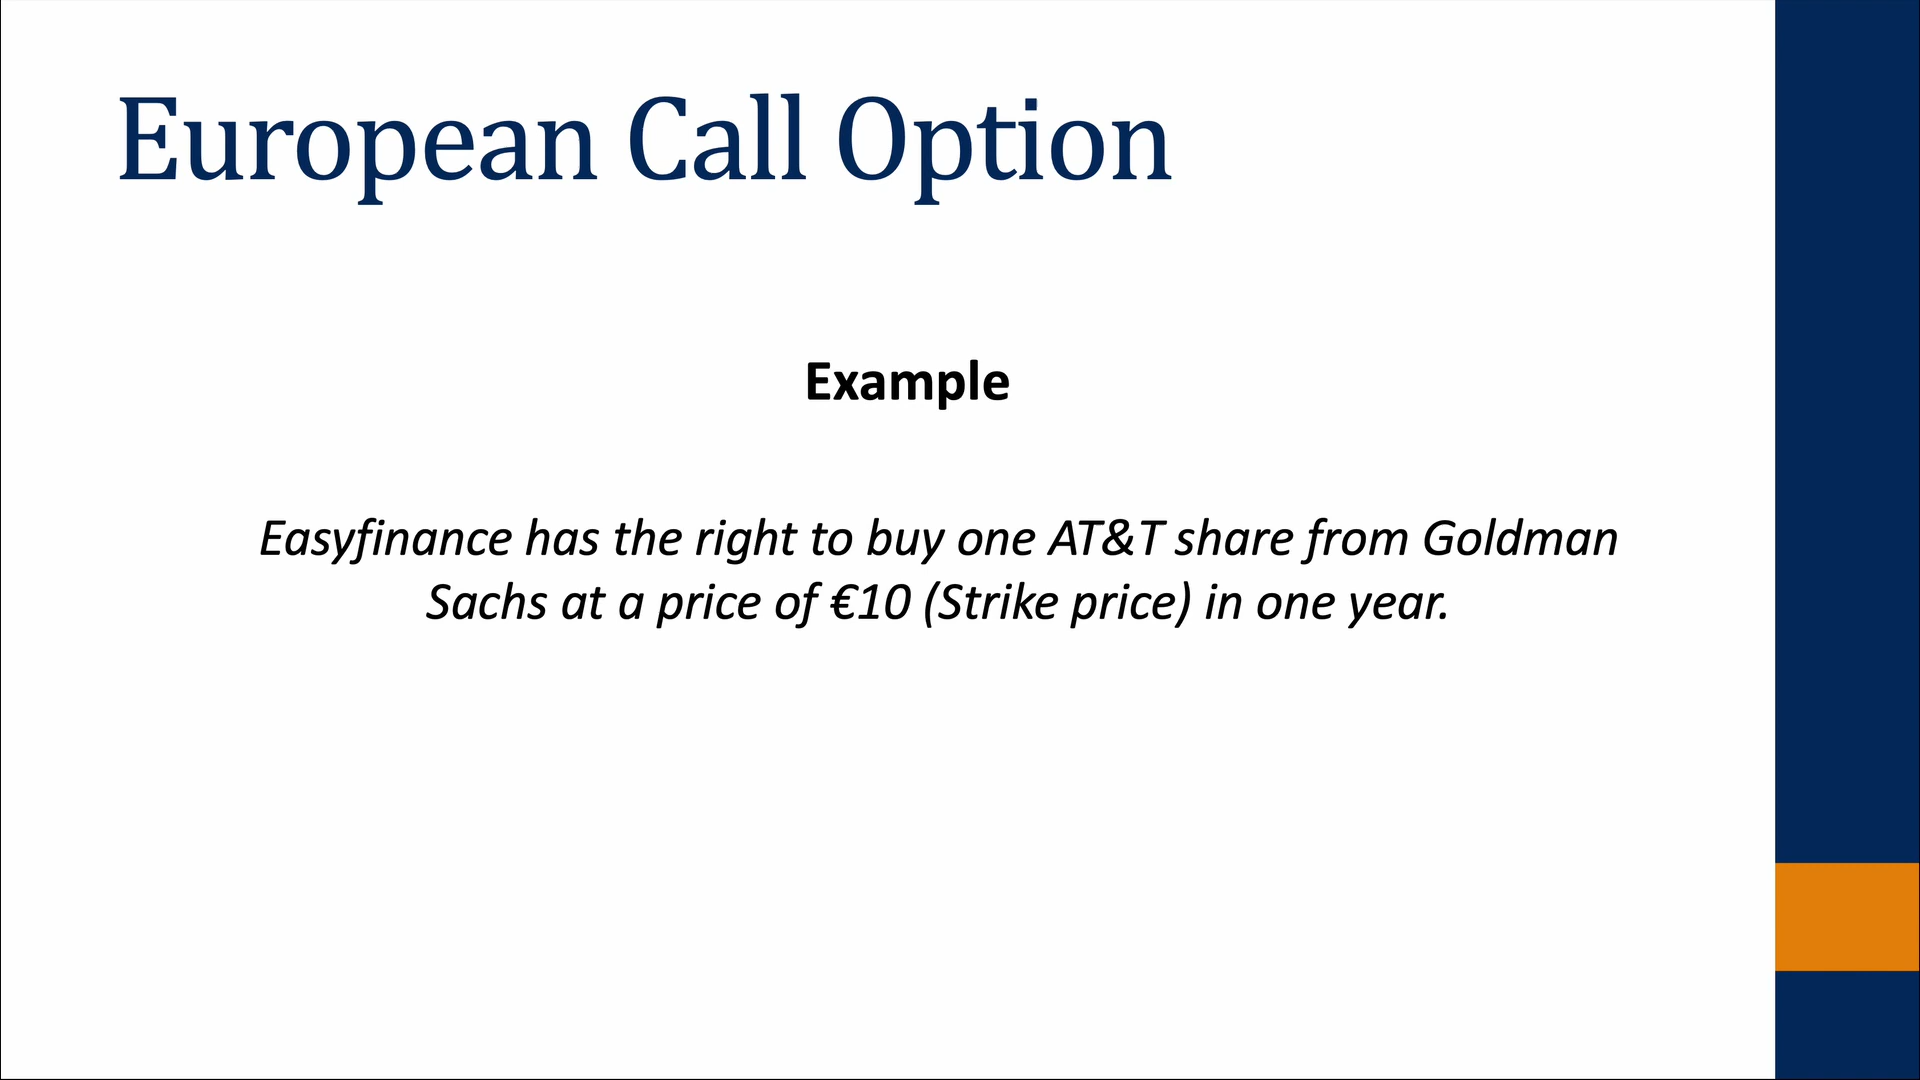 European Call Option
Example
Easyfinance has the right to buy one AT&T share from Goldman
Sachs at a price of €10 (Strike price) in one year.